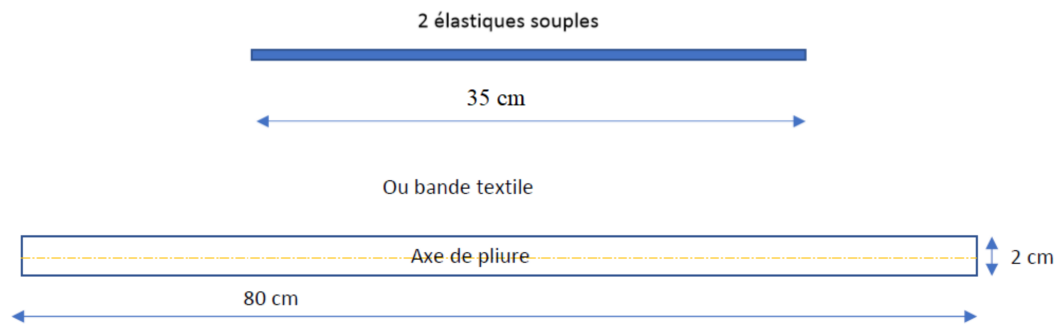 2 élastiques souples
35 cm
Ou bande textile
Axe de pliure
2 cm
80 cm